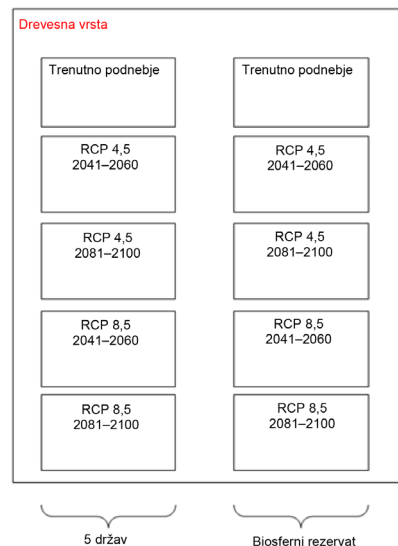 Drevesna vrsta
Trenutno podnebje
Trenutno podnebje
RCP 4,5
2041–2060
RCP 4,5
2041–2060
RCP 4,5
2081–2100
RCP 4,5
2081–2100
RCP 8,5
2041–2060
RCP 8,5
2041–2060
RCP 8,5
2081–2100
RCP 8,5
2081–2100
5 držav
Biosferni rezervat